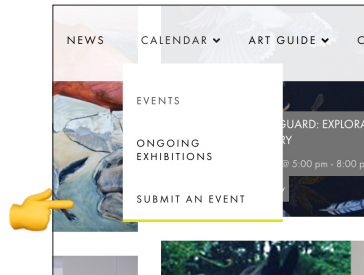 NEWS CALENDAR ART GUIDE
EVENTS
ONGOING
EXHIBITIONS
SUBMIT AN EVENT
GUARD: EXPLORA
RY
@ 5:00 pm - 8:00 p